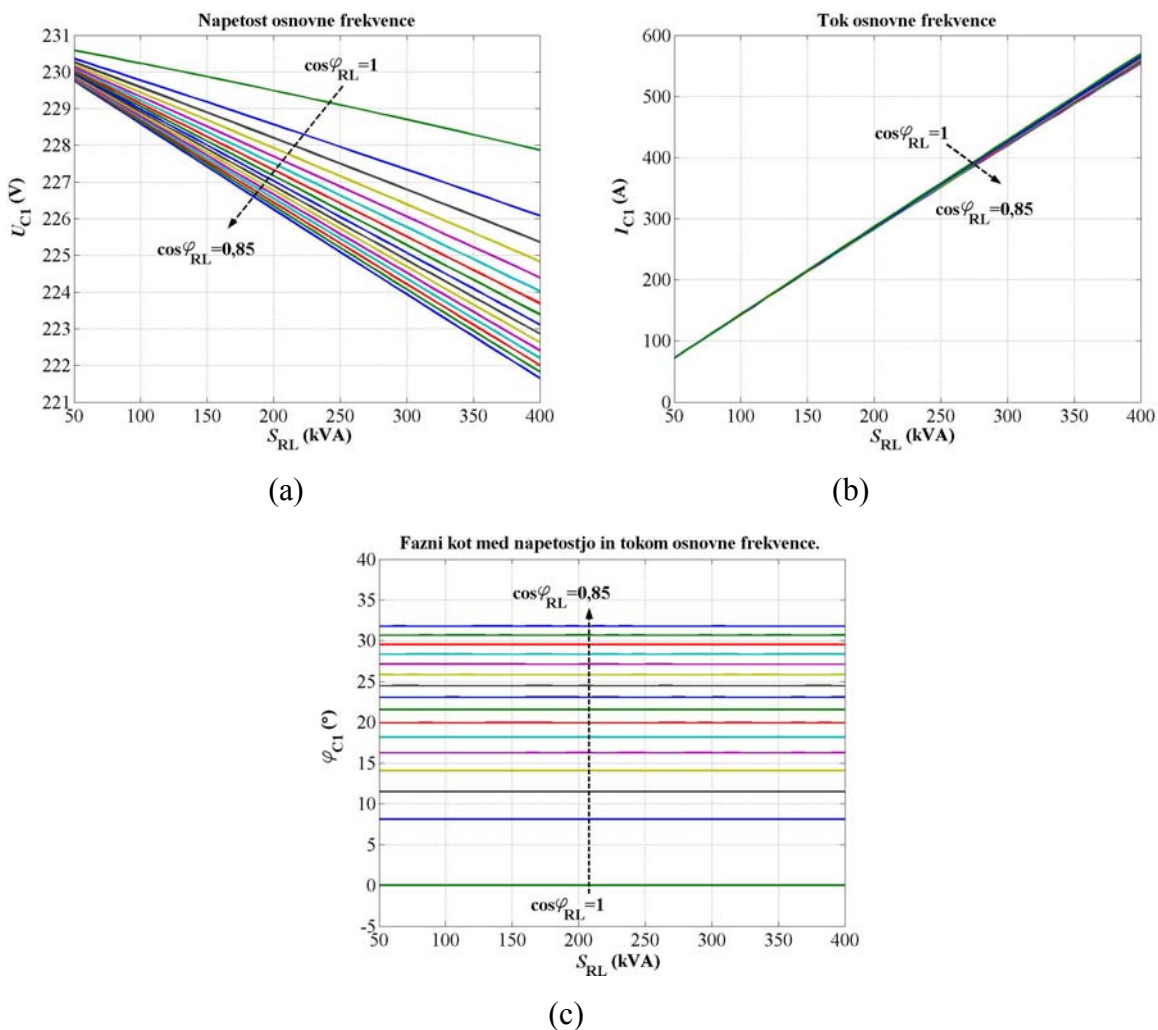 Napetost osnovne frekvence
231
230
229
228
227
226
225
224
223
222
221
U_C1 (V)
cosφ_RL=1
cosφ_RL=0,85
50 100 150 200 250 300 350 400
S_RL (kVA)
(a)
Tok osnovne frekvence
600
500
400
300
200
100
0
I_C1 (A)
cosφ_RL=1
cosφ_RL=0,85
50 100 150 200 250 300 350 400
S_RL (kVA)
(b)
Fazni kot med napetostjo in tokom osnovne frekvence.
40
35
30
25
20
15
10
5
0
-5
φ_C1 (°)
cosφ_RL=0,85
cosφ_RL=1
50 100 150 200 250 300 350 400
S_RL (kVA)
(c)